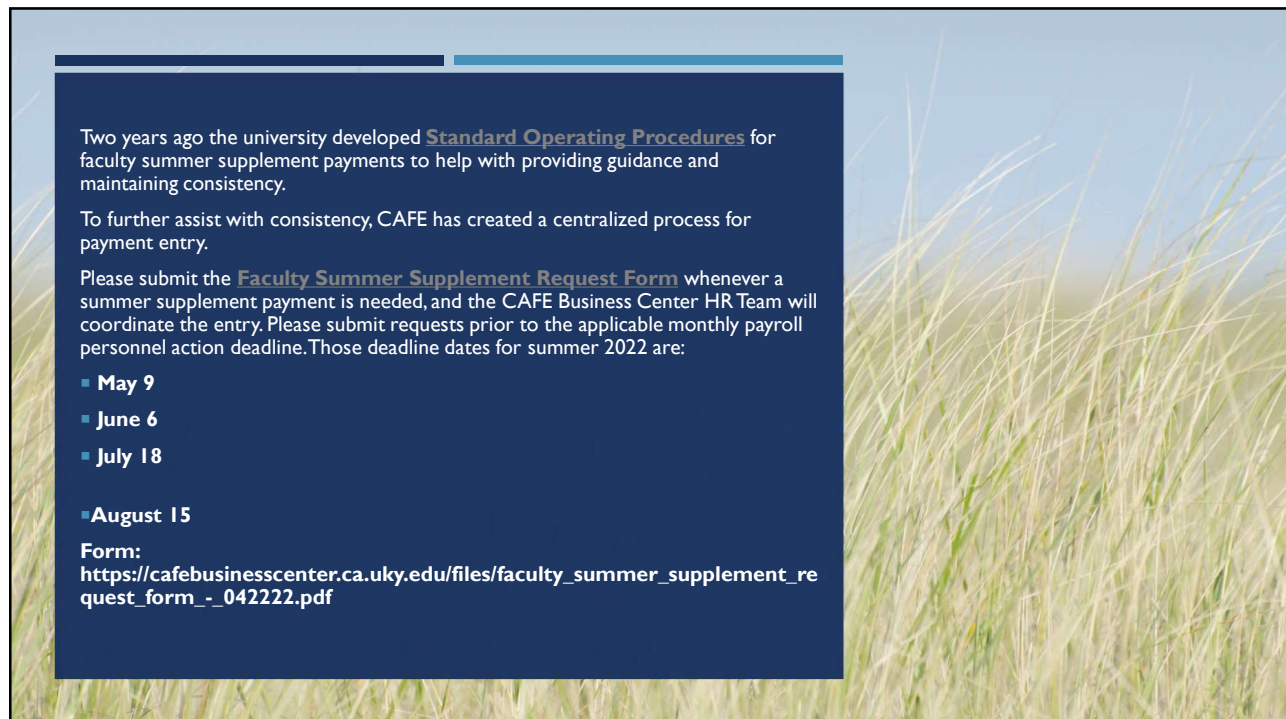 Two years ago the university developed Standard Operating Procedures for
faculty summer supplement payments to help with providing guidance and
maintaining consistency.
To further assist with consistency, CAFE has created a centralized process for
payment entry.
Please submit the Faculty Summer Supplement Request Form whenever a
summer supplement payment is needed, and the CAFE Business Center HR Team will
coordinate the entry. Please submit requests prior to the applicable monthly payroll
personnel action deadline. Those deadline dates for summer 2022 are:
▪ May 9
▪ June 6
▪ July 18
▪August 15
Form:
https://cafebusinesscenter.ca.uky.edu/files/faculty_summer_supplement_re
quest_form_-_042222.pdf